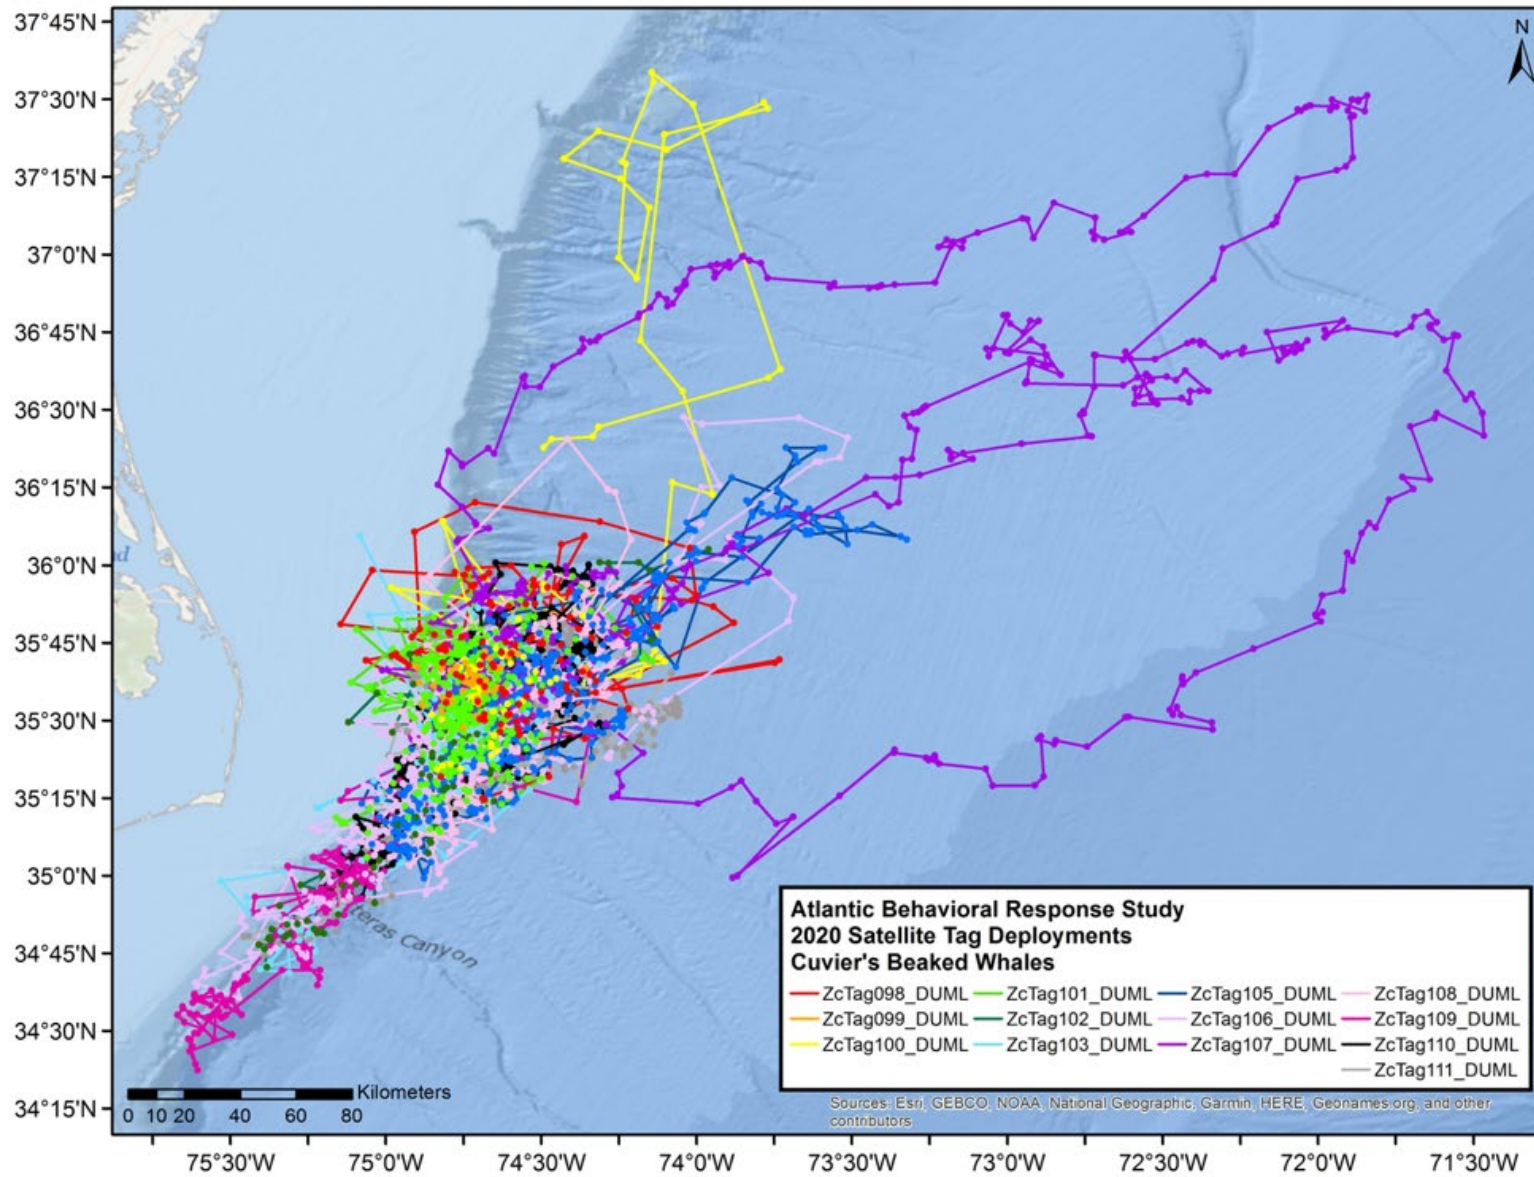 37°45'N
37°30'N
37°15'N
37°0'N
36°45'N
36°30'N
36°15'N
36°0'N
35°45'N
35°30'N
35°15'N
35°0'N
34°45'N
34°30'N
34°15'N
N
d
teras Canyon
Atlantic Behavioral Response Study
2020 Satellite Tag Deployments
Cuvier's Beaked Whales
ZcTag098_DUML ZcTag101_DUML ZcTag105_DUML ZcTag108_DUML
ZcTag099_DUML ZcTag102_DUML ZcTag106_DUML ZcTag109_DUML
ZcTag100_DUML ZcTag103_DUML ZcTag107_DUML ZcTag110_DUML
ZcTag111_DUML
Kilometers
0 10 20 40 60 80
Sources: Esri, GEBCO, NOAA, National Geographic, Garmin, HERE, Geonames.org, and other
contributors
75°30'W 75°0'W 74°30'W 74°0'W 73°30'W 73°0'W 72°30'W 72°0'W 71°30'W